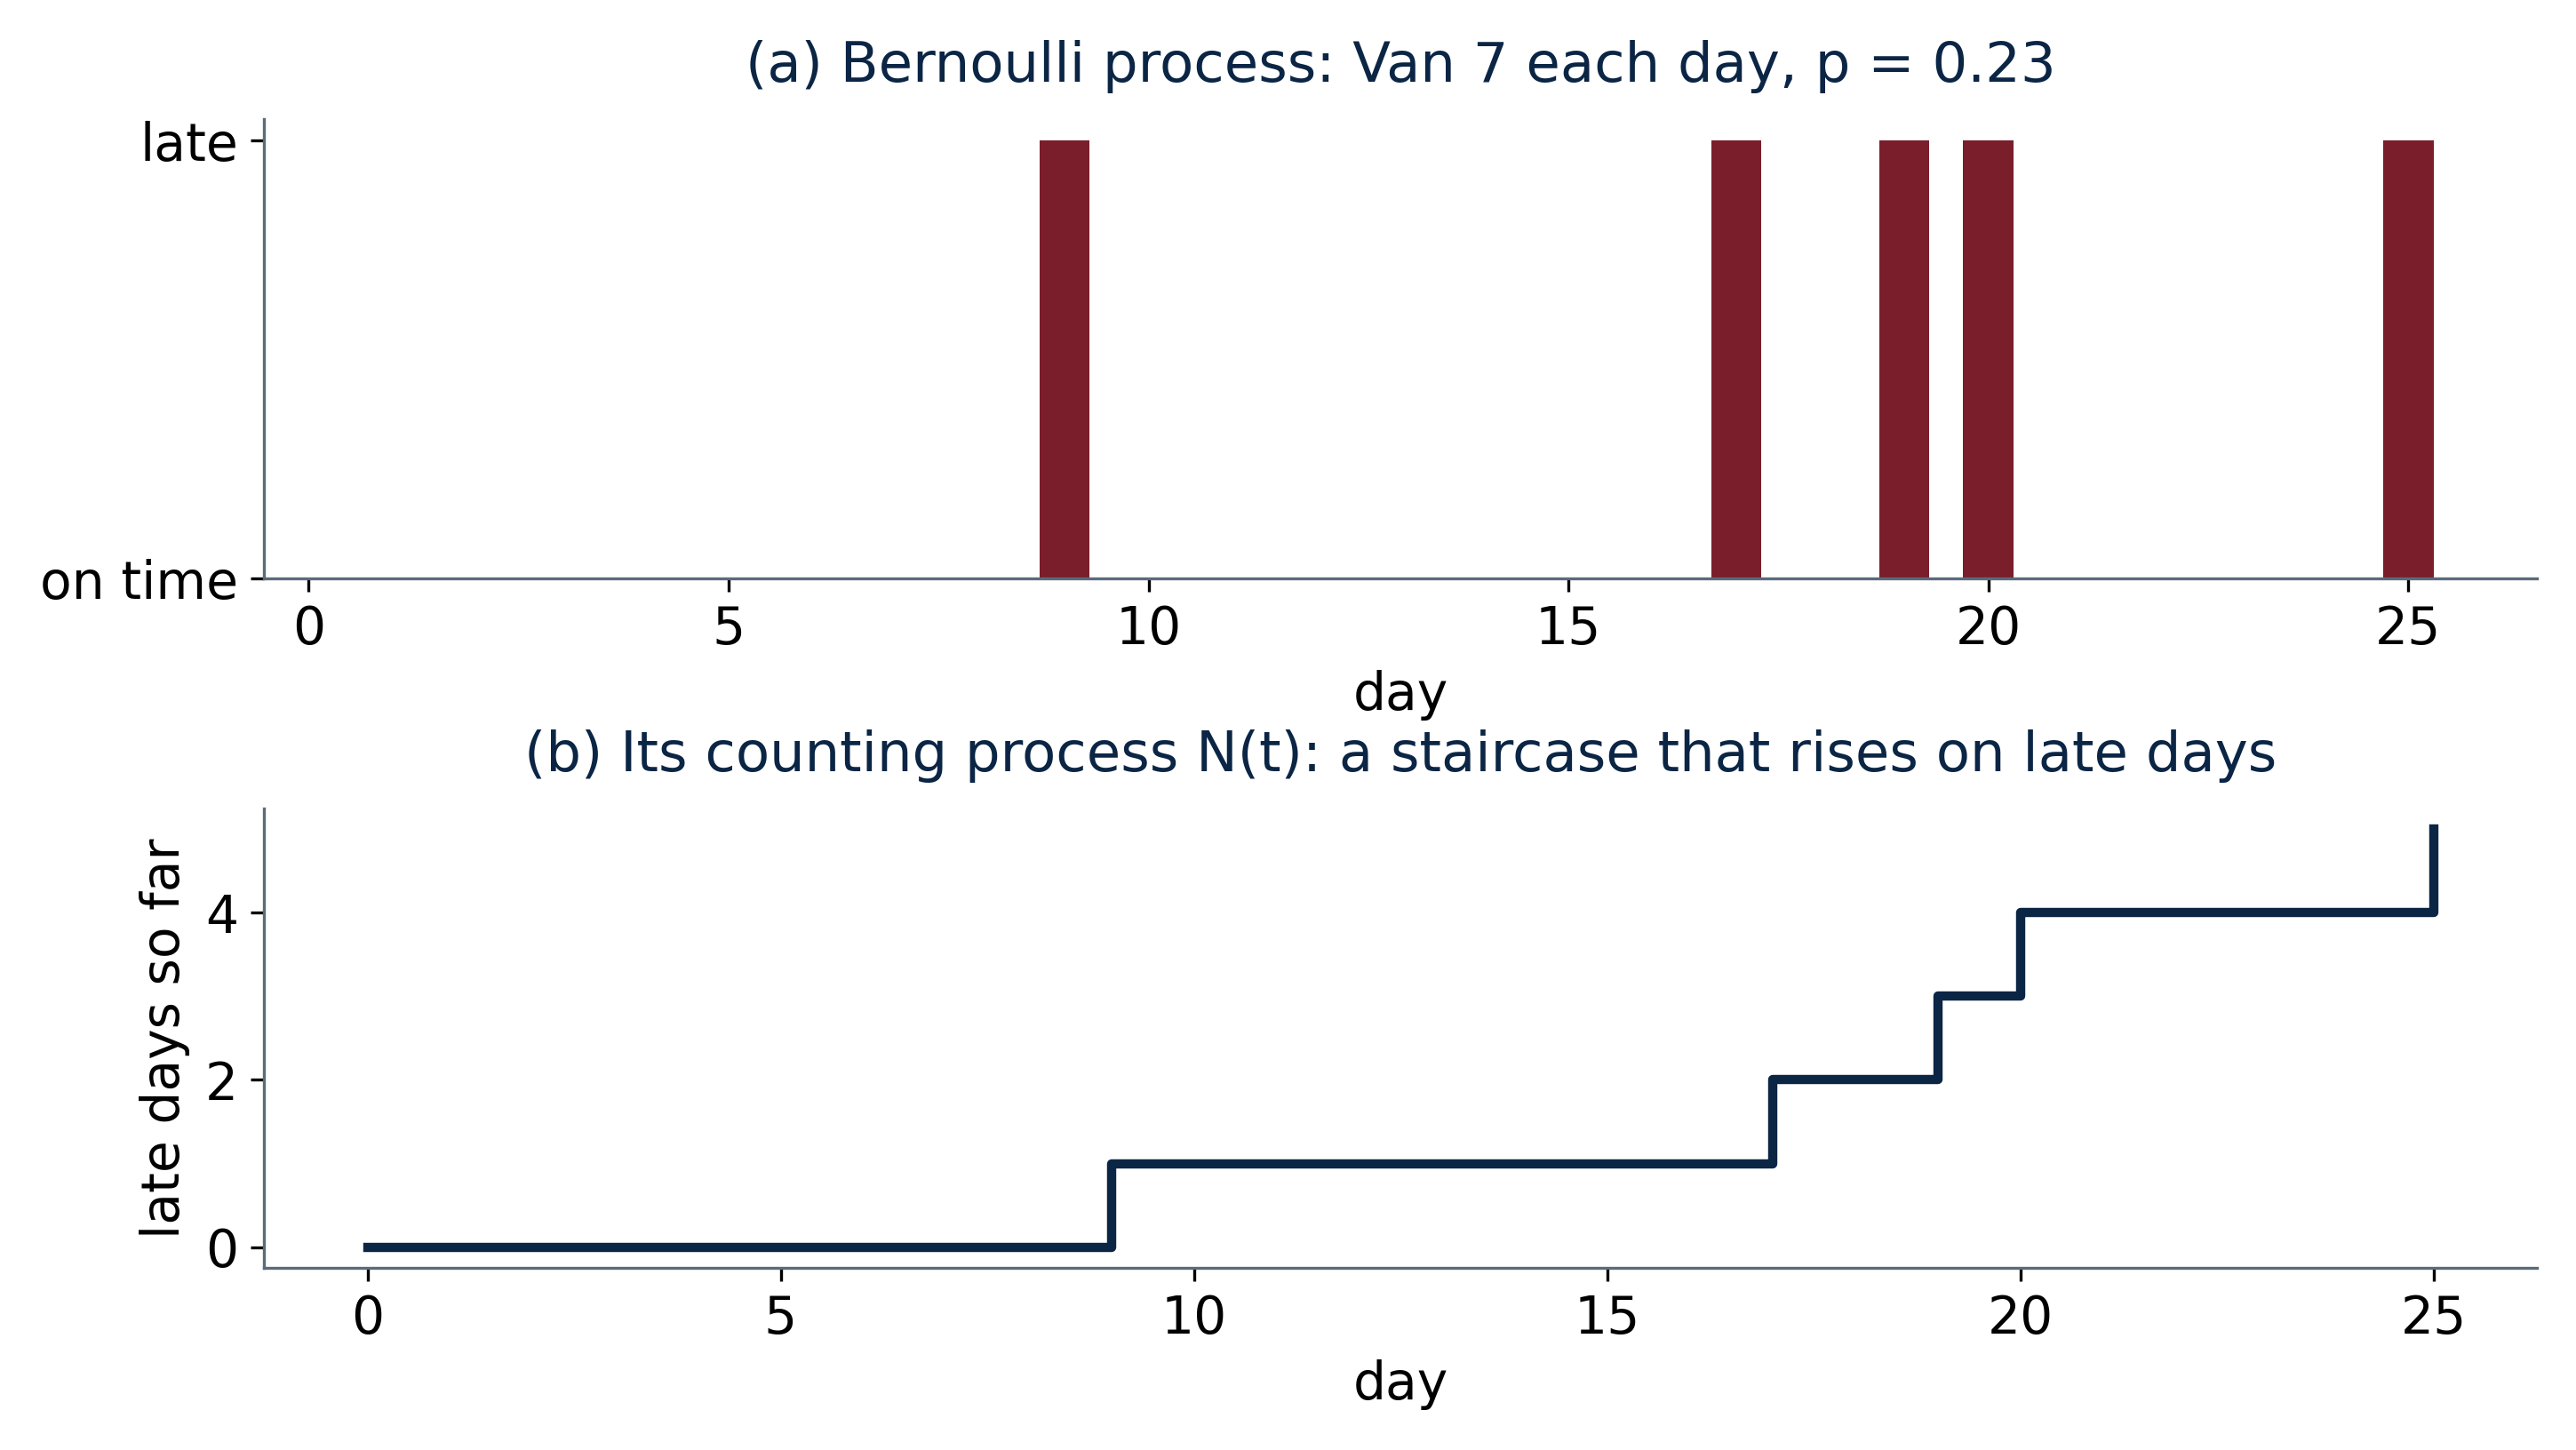 (a) Bernoulli process: Van 7 each day, p = 0.23
late
on time
0 5 10 15 20 25
day
(b) Its counting process N(t): a staircase that rises on late days
late days so far
4
2
0
0 5 10 15 20 25
day